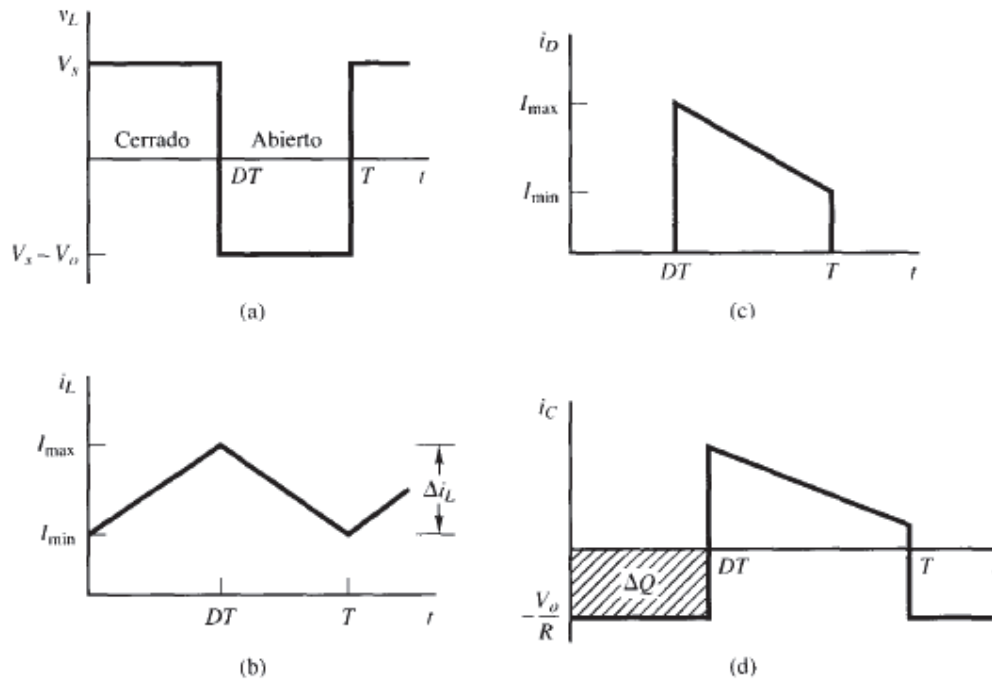 v_L
V_s
Cerrado
Abierto
DT
T
t
V_s – V_o
(a)
i_D
I_max
I_min
DT
T
t
(c)
i_L
I_max
I_min
Δi_L
DT
T
t
(b)
i_C
DT
T
ΔQ
-V_o/R
(d)